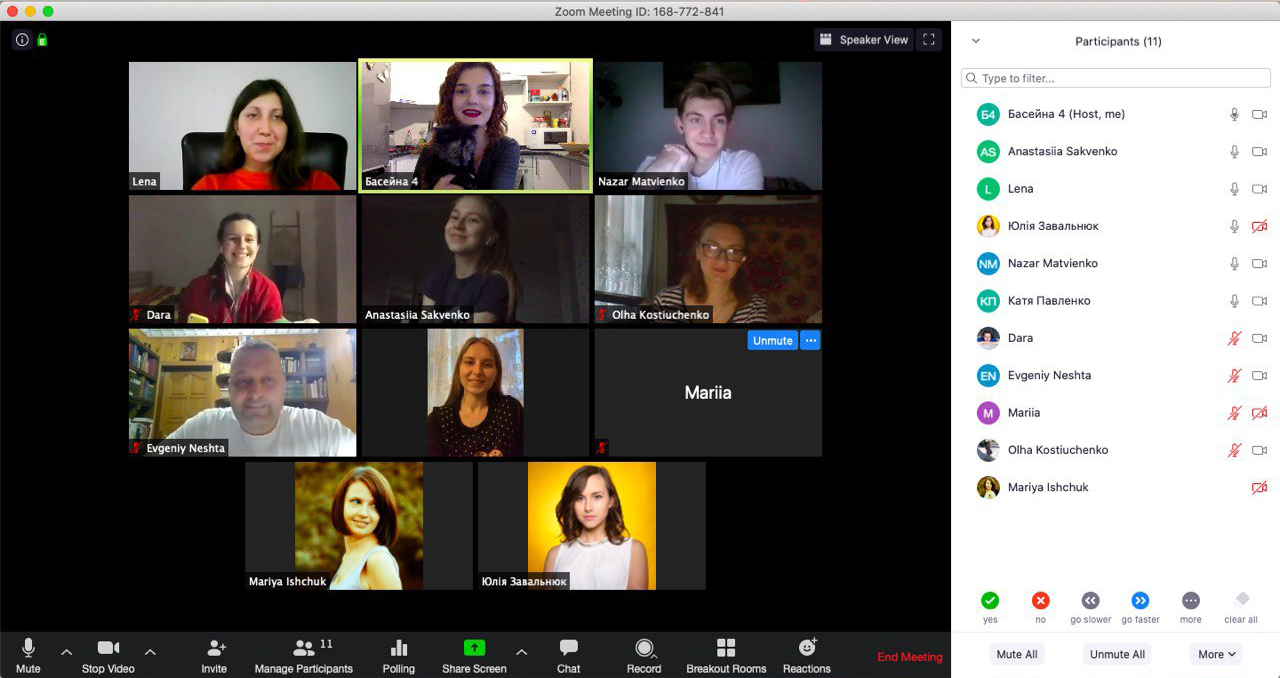 Zoom Meeting ID: 168-772-841
Speaker View
Lena
Басейна 4
Nazar Matvienko
Dara
Anastasiia Sakvenko
Olha Kostiuchenko
Evgeniy Neshta
Unmute
Mariia
Mariya Ishchuk
Юлія Завальнюк
Participants (11)
Type to filter...
Б4 Басейна 4 (Host, me)
AS Anastasiia Sakvenko
L Lena
Юлія Завальнюк
NM Nazar Matvienko
КП Катя Павленко
Dara
EN Evgeniy Neshta
M Mariia
Olha Kostiuchenko
Mariya Ishchuk
yes no go slower go faster more clear all
Mute All Unmute All More
Mute Stop Video Invite Manage Participants 11 Polling Share Screen Chat Record Breakout Rooms Reactions End Meeting